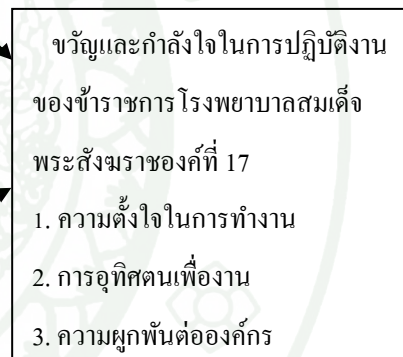 ขวัญและกำลังใจในการปฏิบัติงาน
ของข้าราชการโรงพยาบาลสมเด็จ
พระสังฆราชองค์ที่ 17
1. ความตั้งใจในการทำงาน
2. การอุทิศตนเพื่องาน
3. ความผูกพันต่อองค์กร